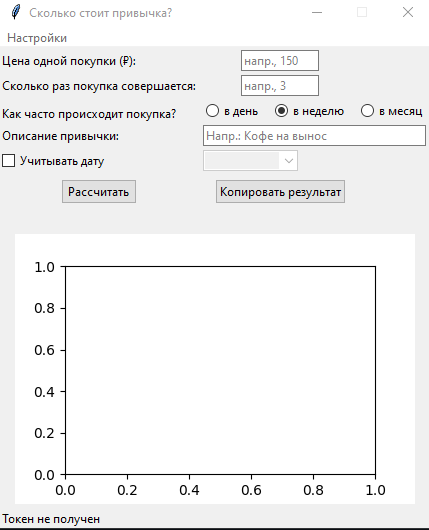 Сколько стоит привычка?
Настройки
Цена одной покупки (₽): напр., 150
Сколько раз покупка совершается: напр., 3
Как часто происходит покупка? в день в неделю в месяц
Описание привычки: Напр.: Кофе на вынос
Учитывать дату
Рассчитать Копировать результат
1.0
0.8
0.6
0.4
0.2
0.0
0.0 0.2 0.4 0.6 0.8 1.0
Токен не получен